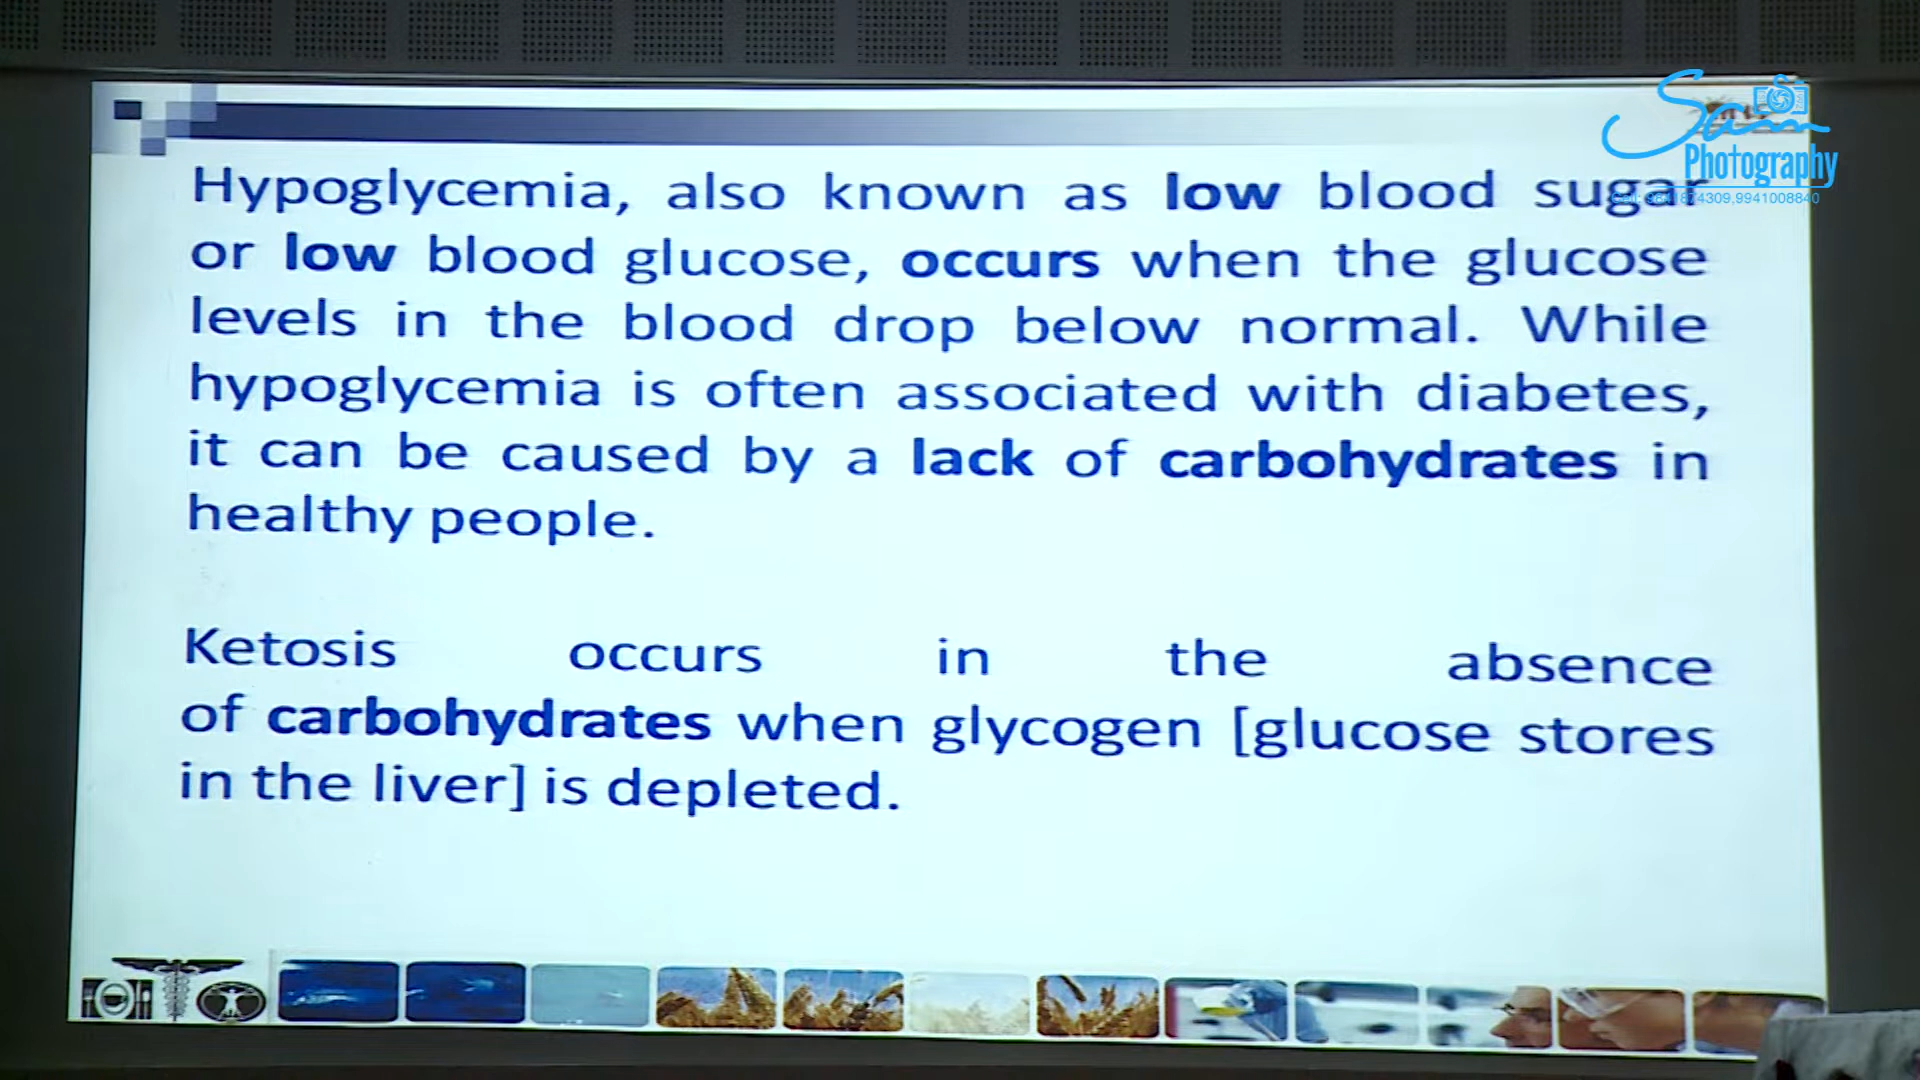 Sam
Photography
Hypoglycemia, also known as low blood sugar
or low blood glucose, occurs when the glucose
levels in the blood drop below normal. While
hypoglycemia is often associated with diabetes,
it can be caused by a lack of carbohydrates in
healthy people.
Ketosis occurs in the absence
of carbohydrates when glycogen [glucose stores
in the liver] is depleted.